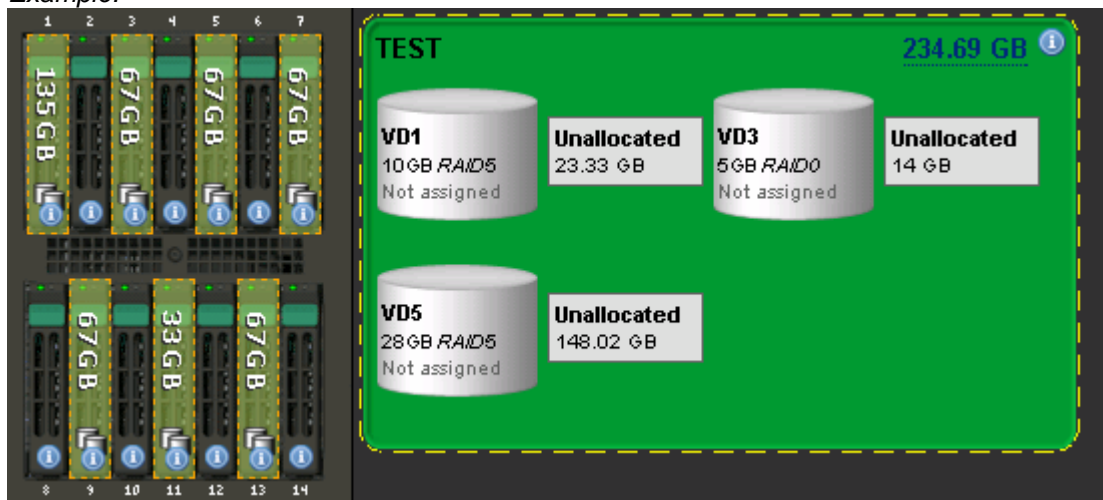 Example:
1 2 3 4 5 6 7
135GB
67GB
67GB
67GB
67GB
33GB
67GB
8 9 10 11 12 13 14
TEST
234.69 GB
VD1
10GB RAID5
Not assigned
Unallocated
23.33 GB
VD3
5GB RAID0
Not assigned
Unallocated
14 GB
VD5
28GB RAID5
Not assigned
Unallocated
148.02 GB